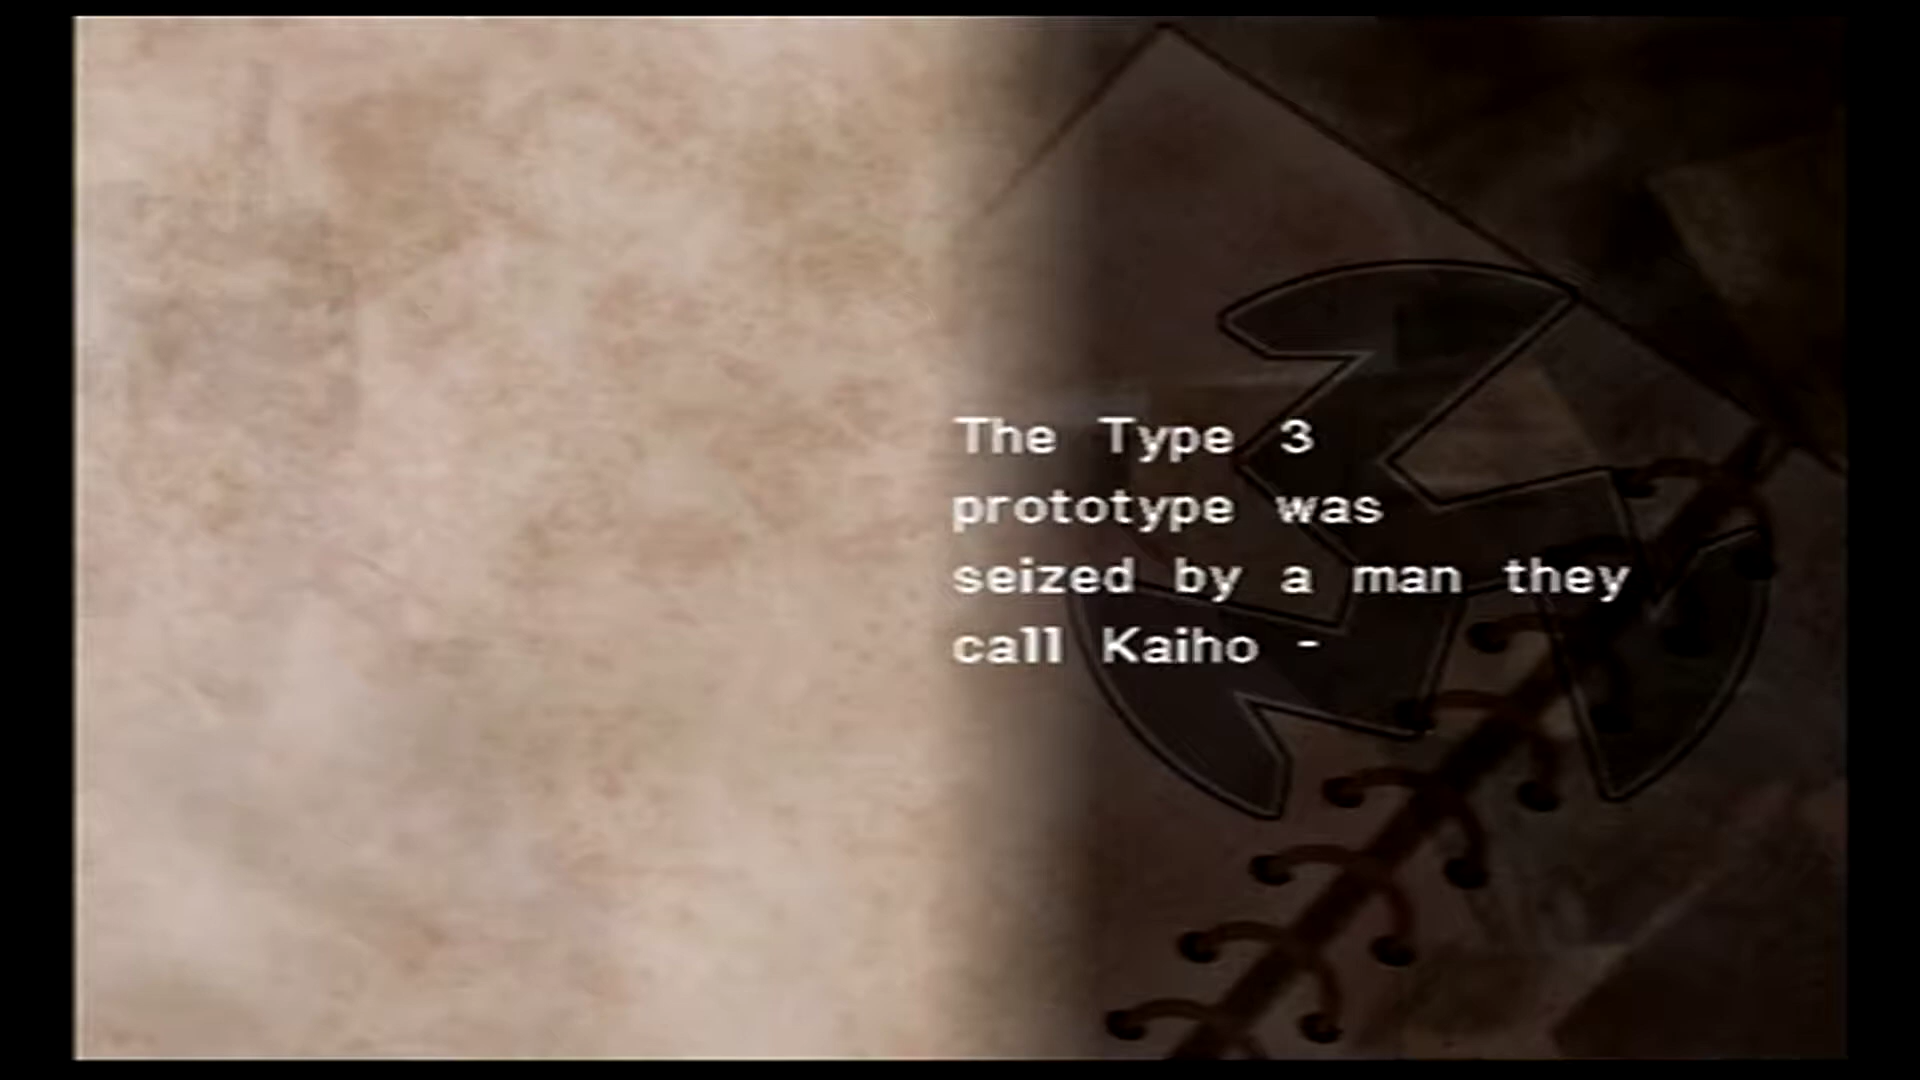 The Type 3
prototype was
seized by a man they
call Kaiho -